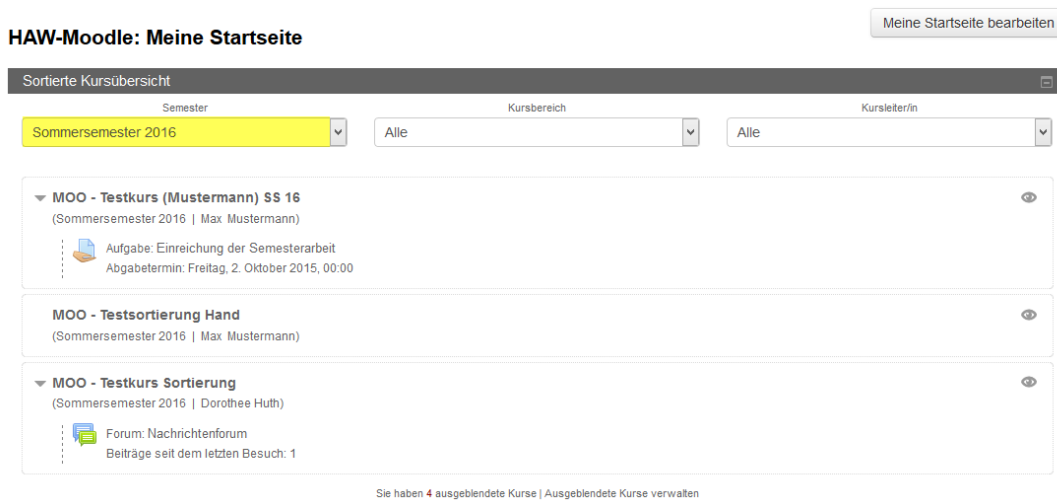 Meine Startseite bearbeiten
HAW-Moodle: Meine Startseite
Sortierte Kursübersicht
Semester Kursbereich Kursleiter/in
Sommersemester 2016 Alle Alle
MOO - Testkurs (Mustermann) SS 16
(Sommersemester 2016 | Max Mustermann)
Aufgabe: Einreichung der Semesterarbeit
Abgabetermin: Freitag, 2. Oktober 2015, 00:00
MOO - Testsortierung Hand
(Sommersemester 2016 | Max Mustermann)
MOO - Testkurs Sortierung
(Sommersemester 2016 | Dorothee Huth)
Forum: Nachrichtenforum
Beiträge seit dem letzten Besuch: 1
Sie haben 4 ausgeblendete Kurse | Ausgeblendete Kurse verwalten